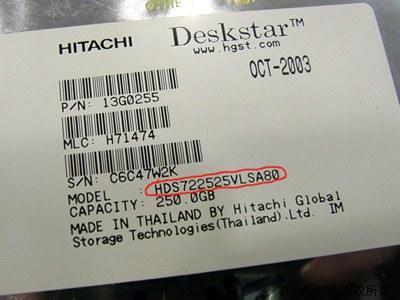 HITACHI Deskstar™
www.hgst.com
OCT-2003
P/N: 13G0255
MLC: H71474
S/N: C6C47W2K
MODEL : HDS722525VLSA80
CAPACITY: 250.0GB
MADE IN THAILAND BY Hitachi Global
Storage Technologies(Thailand).Ltd. IM